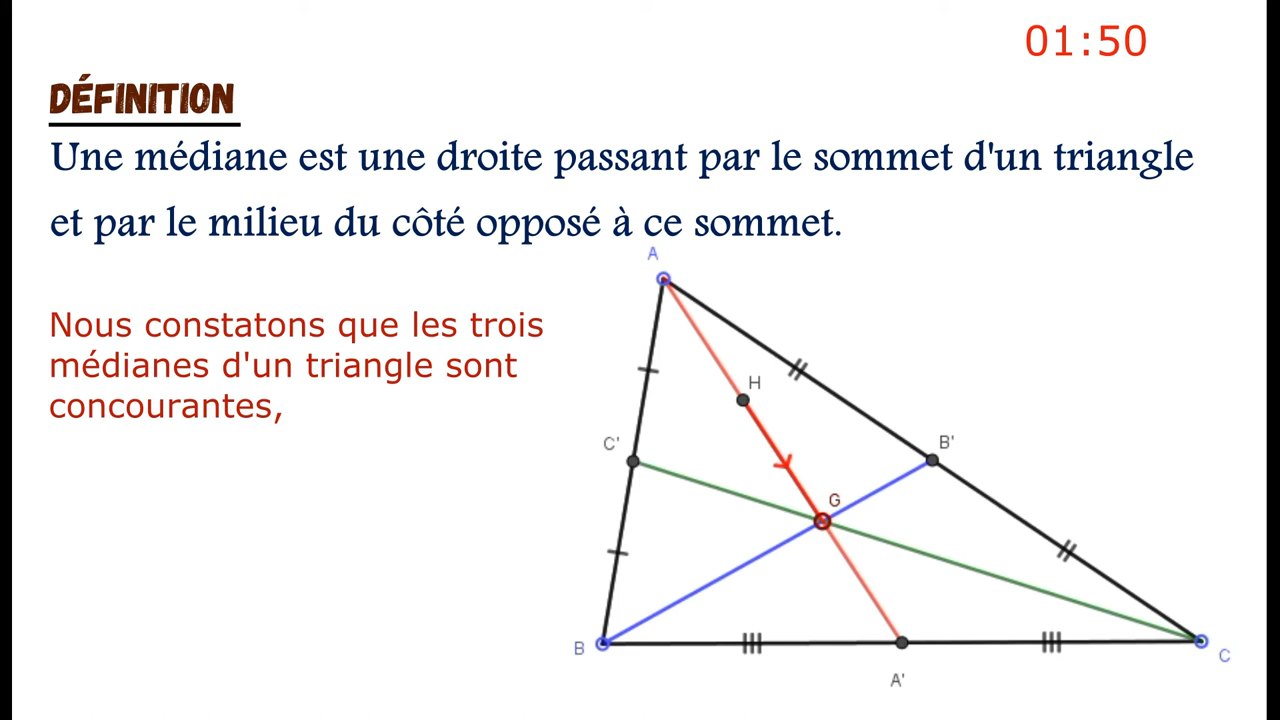 01:50
DÉFINITION
Une médiane est une droite passant par le sommet d'un triangle
et par le milieu du côté opposé à ce sommet.
A
Nous constatons que les trois
médianes d'un triangle sont
concourantes,
H
C'
B'
G
B
C
A'